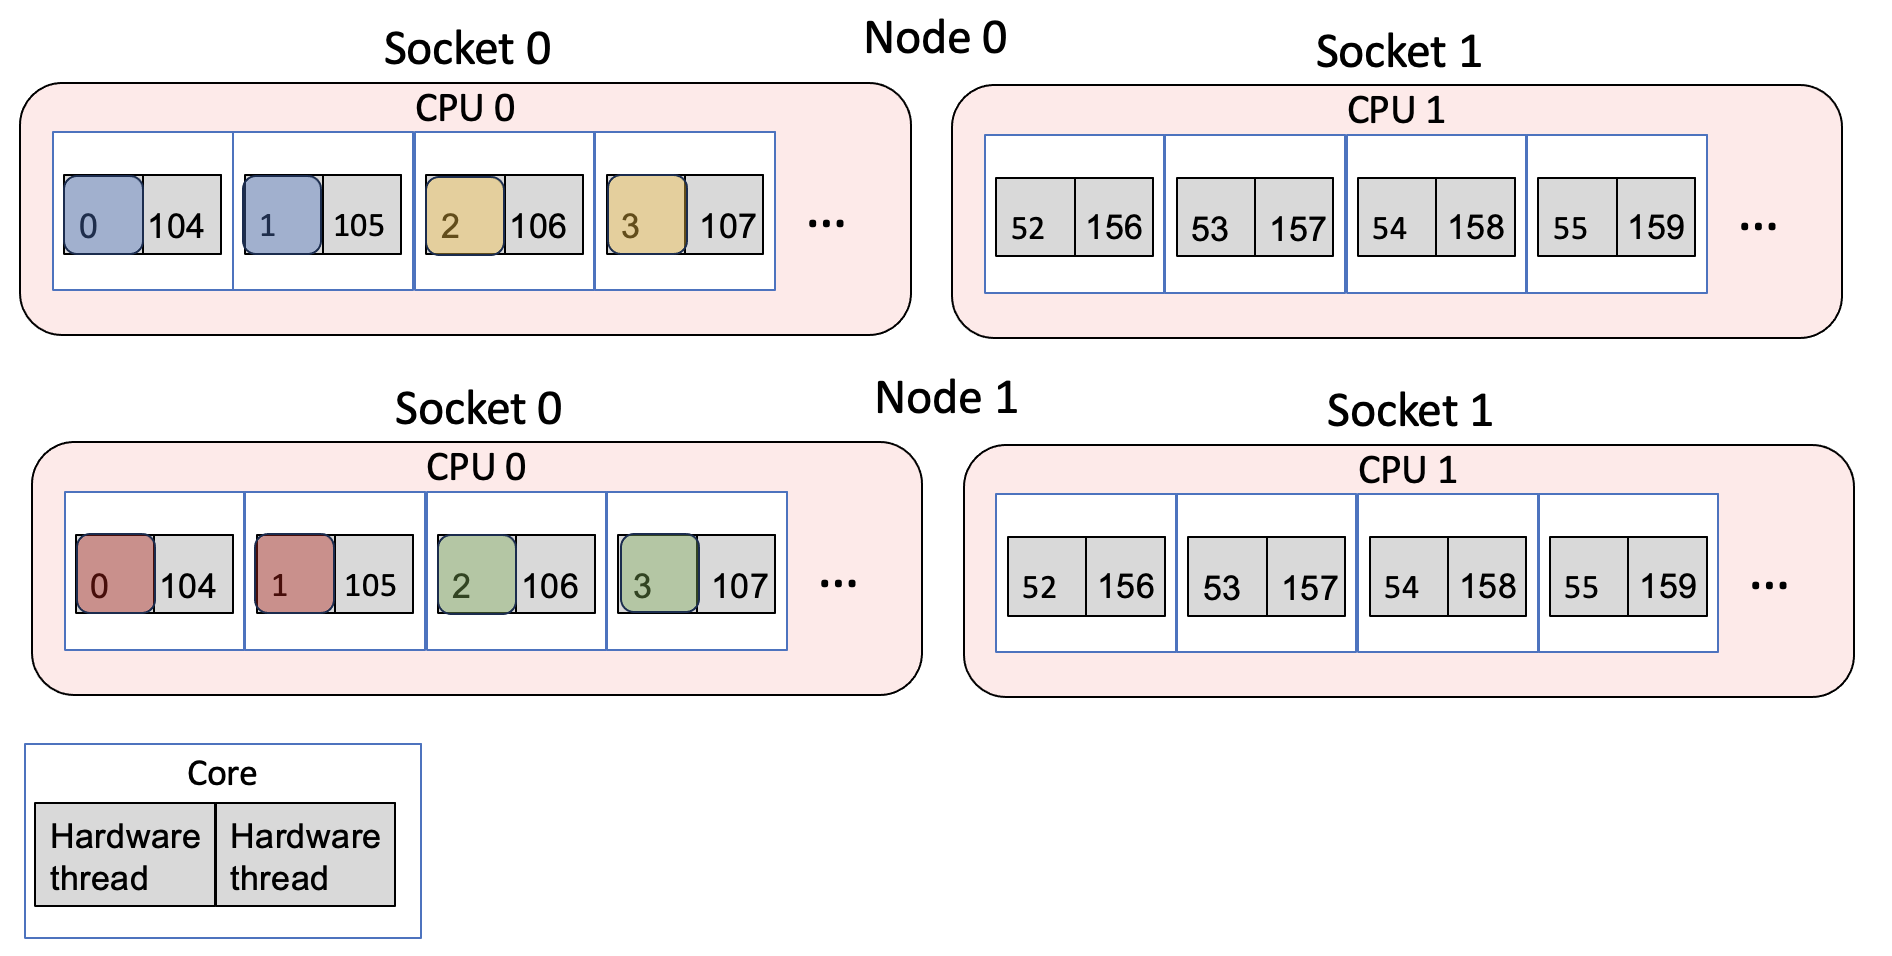 Node 0
Socket 0 Socket 1
CPU 0 CPU 1
0 104 1 105 2 106 3 107 ... 52 156 53 157 54 158 55 159 ...
Node 1
Socket 0 Socket 1
CPU 0 CPU 1
0 104 1 105 2 106 3 107 ... 52 156 53 157 54 158 55 159 ...
Core
Hardware Hardware
thread thread